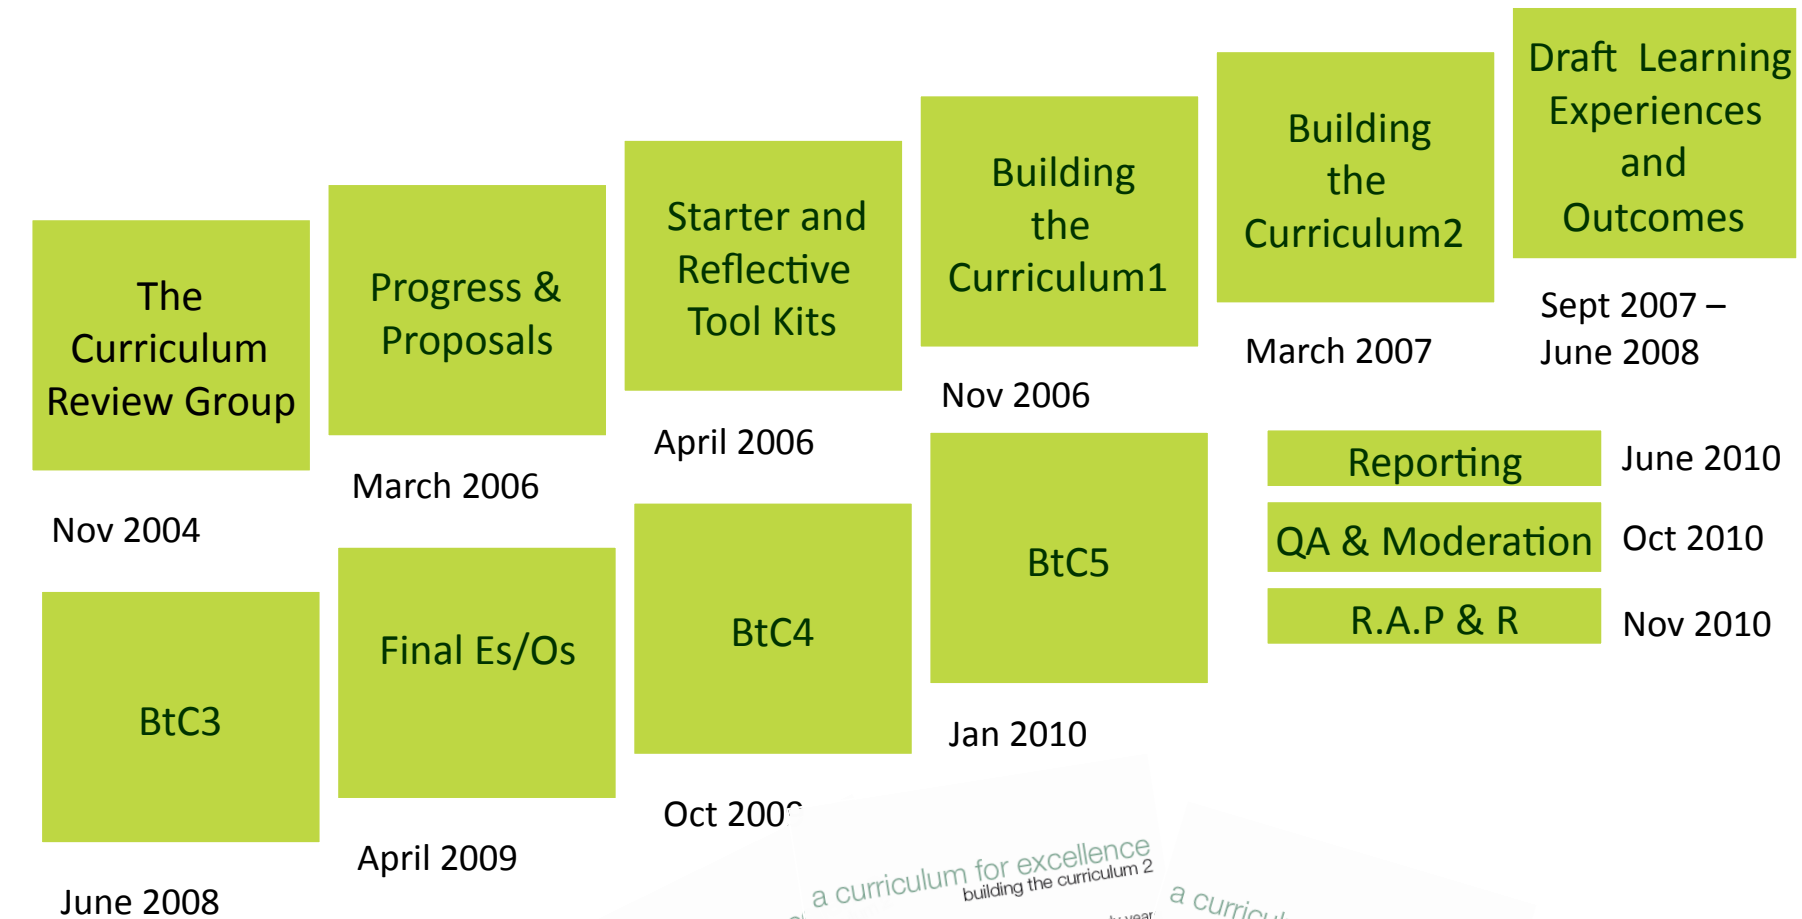 The
Curriculum
Review Group
Nov 2004
Progress &
Proposals
March 2006
Starter and
Reflective
Tool Kits
April 2006
Building
the
Curriculum1
Nov 2006
Building
the
Curriculum2
March 2007
Draft Learning
Experiences
and
Outcomes
Sept 2007 –
June 2008
BtC3
June 2008
Final Es/Os
April 2009
BtC4
Oct
BtC5
Jan 2010
Reporting
June 2010
QA & Moderation
Oct 2010
R.A.P & R
Nov 2010
a curriculum for excellence
building the curriculum 2
a